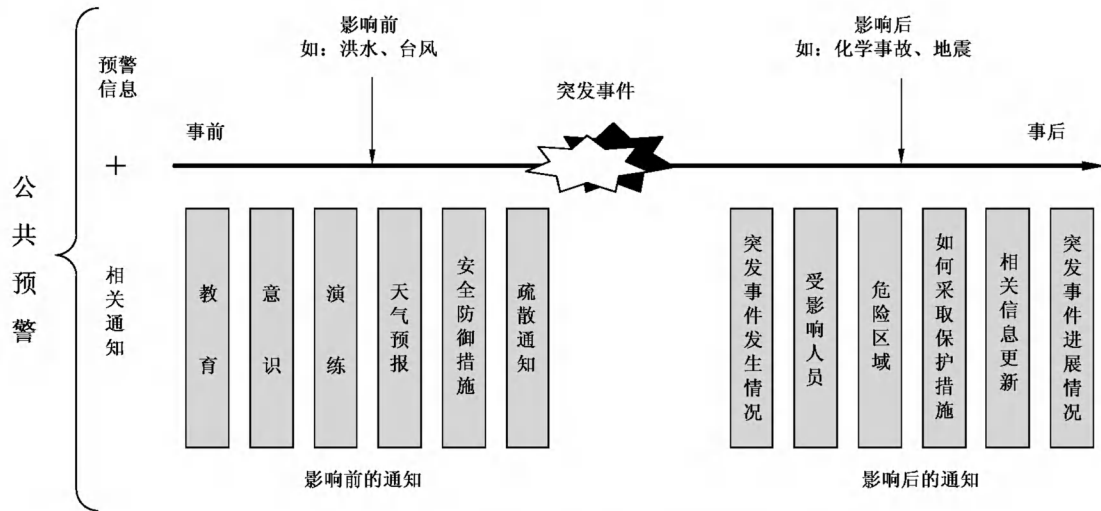 影响前
如：洪水、台风
影响后
如：化学事故、地震
预警
信息
突发事件
事前
事后
+
公共预警
相关通知
教育
意识
演练
天气预报
安全防御措施
疏散通知
突发事件发生情况
受影响人员
危险区域
如何采取保护措施
相关信息更新
突发事件进展情况
影响前的通知
影响后的通知